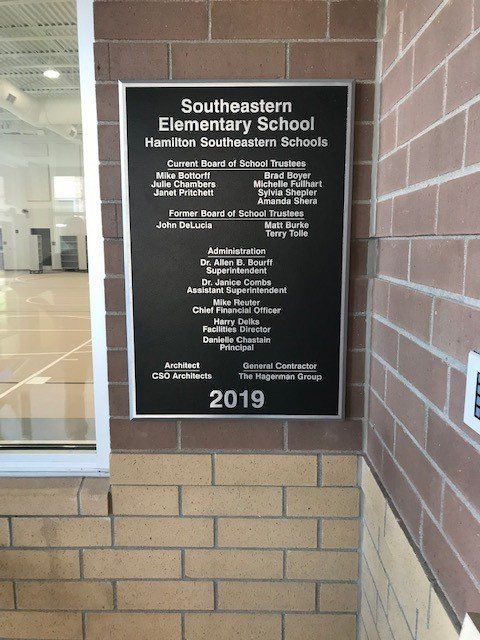 Southeastern
Elementary School
Hamilton Southeastern Schools
Current Board of School Trustees
Mike Bottorff Brad Boyer
Julie Chambers Michelle Fullhart
Janet Pritchett Sylvia Shepler
Amanda Shera
Former Board of School Trustees
John DeLucia Matt Burke
Terry Tolle
Administration
Dr. Allen B. Bourff
Superintendent
Dr. Janice Combs
Assistant Superintendent
Mike Reuter
Chief Financial Officer
Harry Delks
Facilities Director
Danielle Chastain
Principal
Architect General Contractor
CSO Architects The Hagerman Group
2019